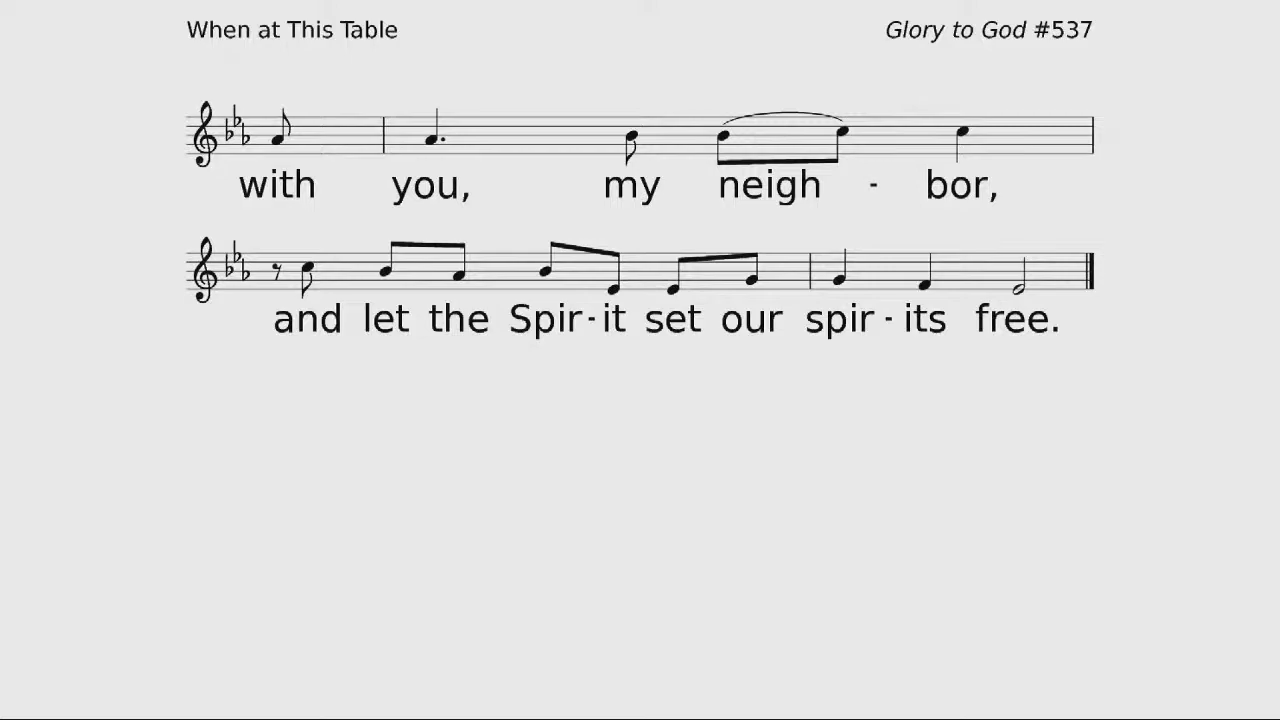 When at This Table
Glory to God #537
with you, my neigh - bor,
and let the Spir - it set our spir - its free.